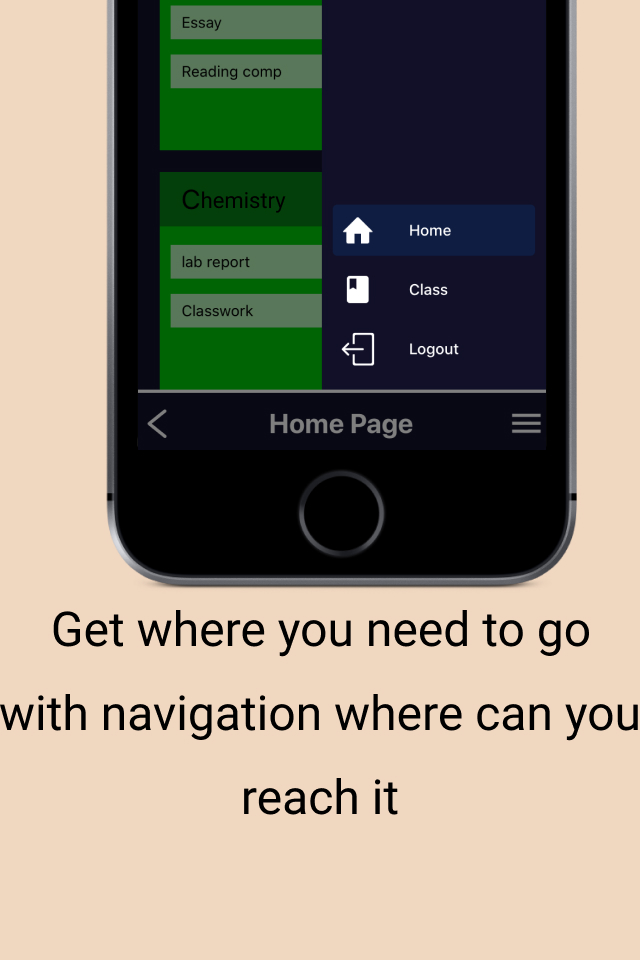 Essay
Reading comp
Chemistry
lab report
Classwork
Home
Class
Logout
Home Page
Get where you need to go
with navigation where can you
reach it